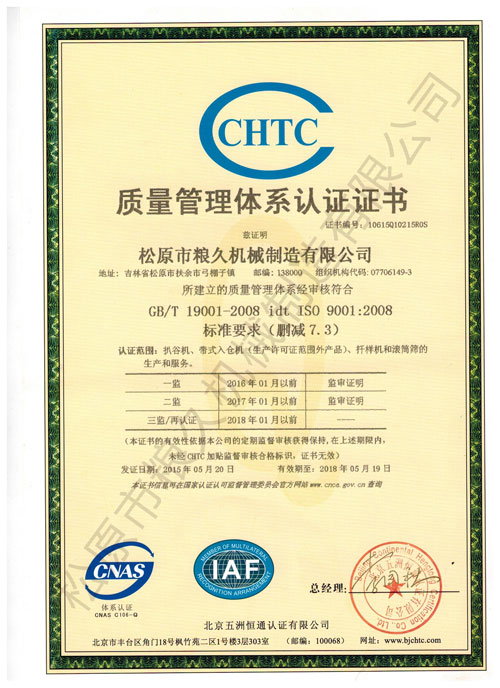 CHTC
质量管理体系认证证书
证书编号：10615Q10215R0S
兹证明
松原市粮久机械制造有限公司
地址：吉林省松原市扶余市弓棚子镇 邮编：138000 组织机构代码：07706149-3
所建立的质量管理体系经审核符合
GB/T 19001-2008 idt ISO 9001:2008
标准要求（删减7.3）
认证范围：扒谷机、带式入仓机（生产许可证范围外产品）、扦样机和滚筒筛的
生产和服务。
一监 2016年01月以前 监审证明
二监 2017年01月以前 监审证明
三监/再认证 2018年01月以前 ----
（本证书的有效性依据本公司的定期监督审核获得保持,在上述期限内，
未经CHTC加贴监督审核合格标识，证书无效）
发证日期：2015年05月20日 有效期至：2018年05月19日
本证书信息可在国家认证认可监督管理委员会官方网站 www.cnca.gov.cn 查询
CNAS
体系认证
CNAS C106-Q
MEMBER OF MULTILATERAL
IAF
RECOGNITION ARRANGEMENT
总经理：
北京五洲恒通认证有限公司
北京市丰台区角门18号枫竹苑二区1号楼3层303室 （邮编：100068） 网址：www.bjchtc.com
松原市粮久机械制造有限公司